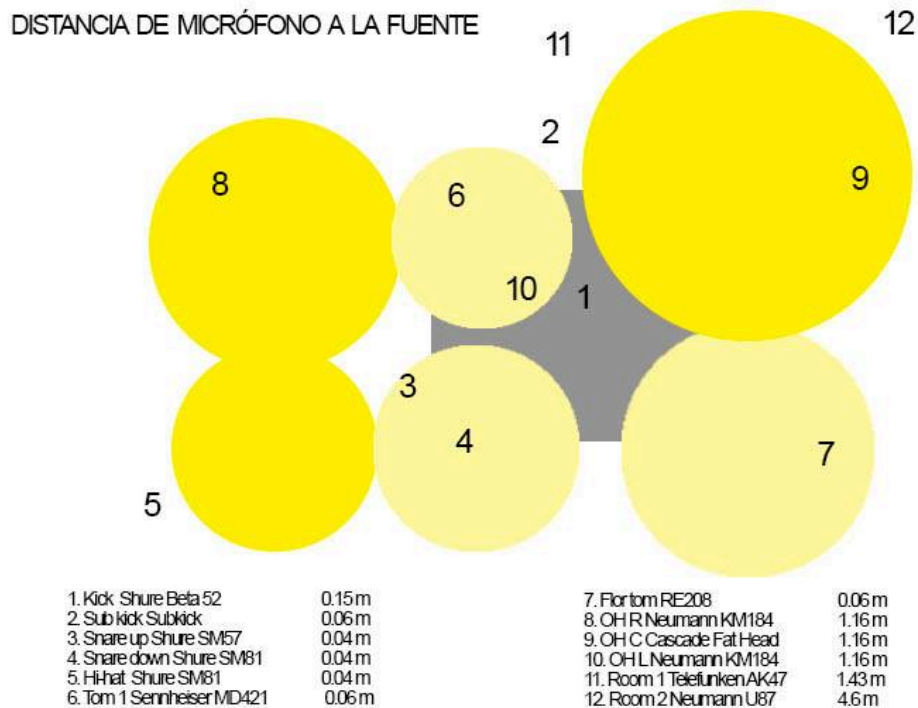 DISTANCIA DE MICRÓFONO A LA FUENTE
12
11
2
8
6
9
10
1
3
4
7
5
1. Kick Shure Beta 52 0.15 m
2. Sub kick Subkick 0.06 m
3. Snare up Shure SM57 0.04 m
4. Snare down Shure SM81 0.04 m
5. Hi-hat Shure SM81 0.04 m
6. Tom 1 Sennheiser MD421 0.06 m
7. Flor tom RE208 0.06 m
8. OH R Neumann KM184 1.16 m
9. OH C Cascade Fat Head 1.16 m
10. OH L Neumann KM184 1.16 m
11. Room 1 Telefunken AK47 1.43 m
12. Room 2 Neumann U87 4.6 m